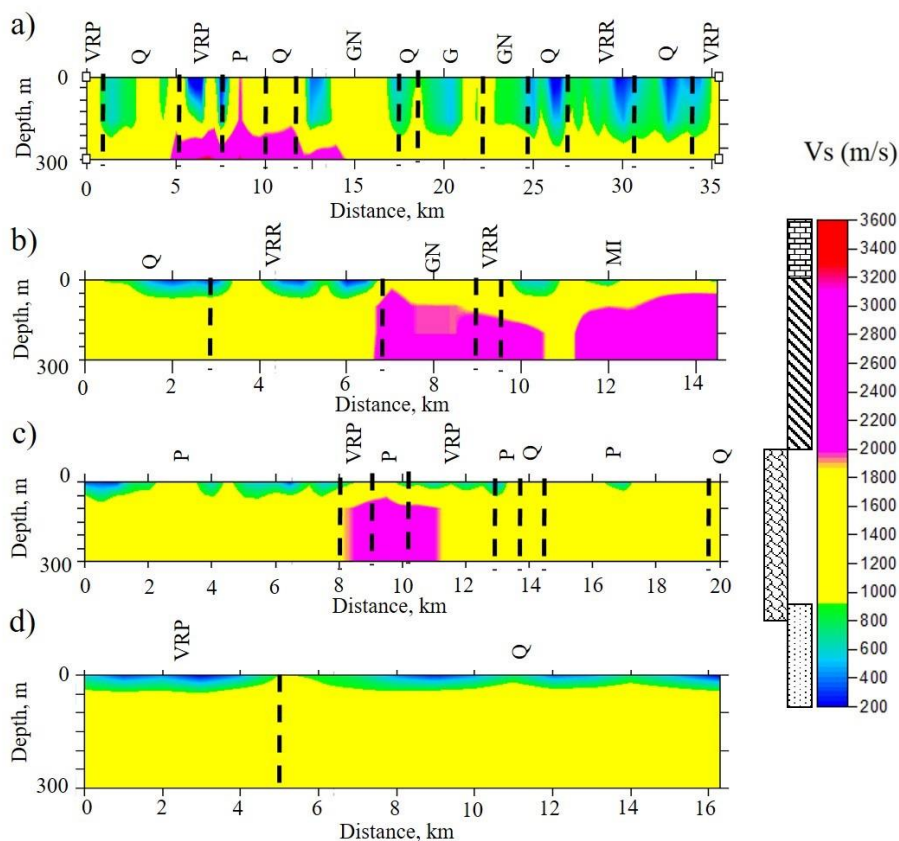 a)
VRP Q VRP P Q GN Q G GN Q VRR Q VRP
Depth, m
0
300
0 5 10 15 20 25 30 35
Distance, km
b)
Q VRR GN VRR MI
Depth, m
0
300
0 2 4 6 8 10 12 14
Distance, km
c)
P VRP P VRP P Q P Q
Depth, m
0
300
0 2 4 6 8 10 12 14 16 18 20
Distance, km
d)
VRP Q
Depth, m
0
300
0 2 4 6 8 10 12 14 16
Distance, km
Vs (m/s)
3600
3400
3200
3000
2800
2600
2400
2200
2000
1800
1600
1400
1200
1000
800
600
400
200